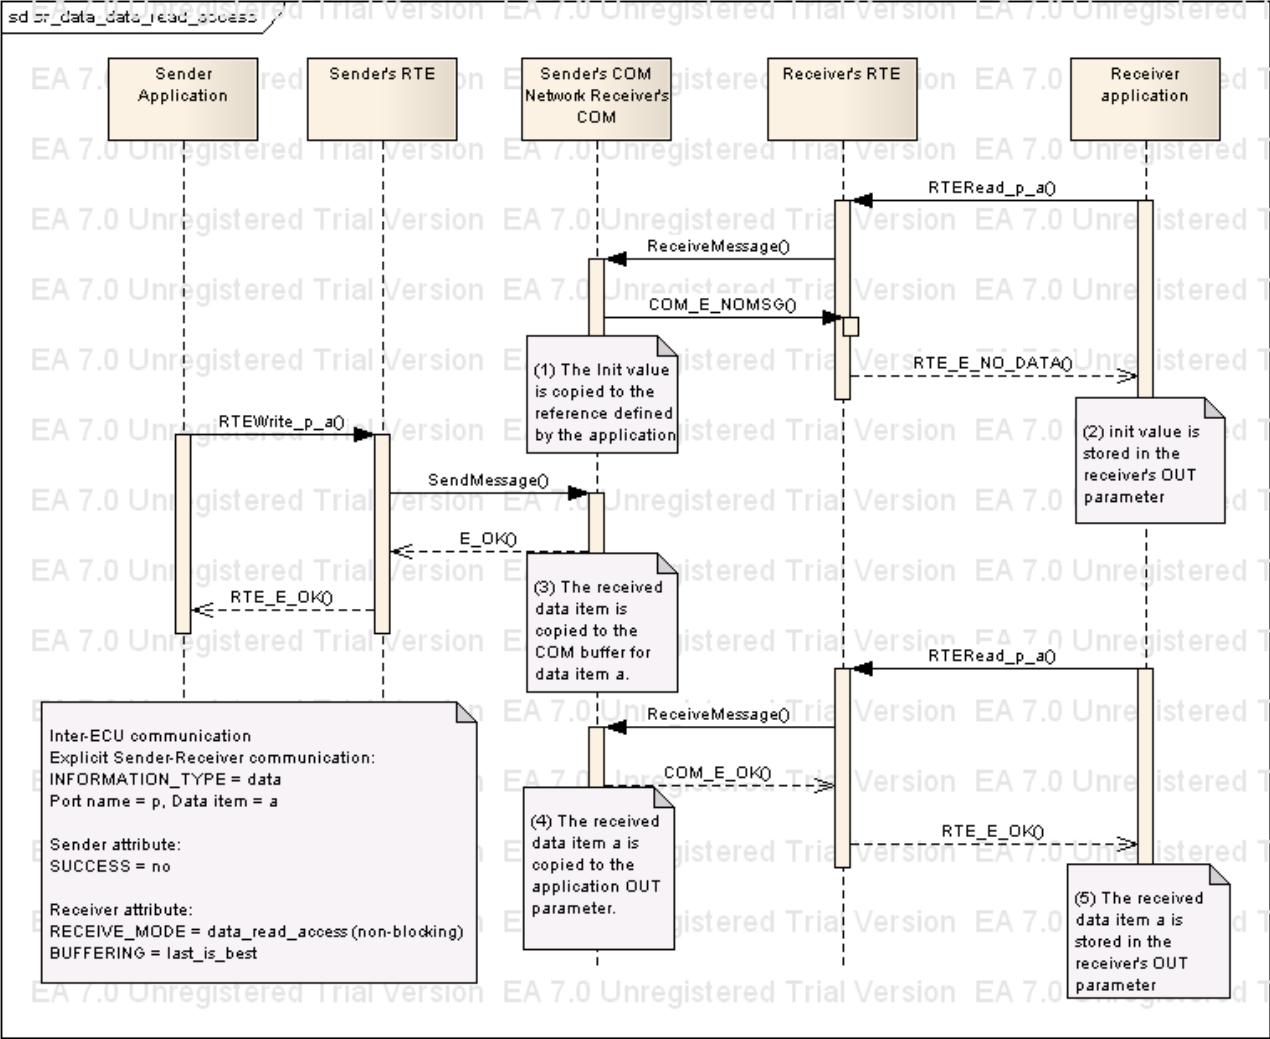 sd sr_data_data_read_access
Sender
Application
Sender's RTE
Sender's COM
Network Receiver's
COM
Receiver's RTE
Receiver
application
RTERead_p_a()
ReceiveMessage()
COM_E_NOMSG()
(1) The Init value
is copied to the
reference defined
by the application
RTE_E_NO_DATA()
(2) init value is
stored in the
receiver's OUT
parameter
RTEWrite_p_a()
SendMessage()
E_OK()
RTE_E_OK()
(3) The received
data item is
copied to the
COM buffer for
data item a.
RTERead_p_a()
ReceiveMessage()
COM_E_OK()
(4) The received
data item a is
copied to the
application OUT
parameter.
RTE_E_OK()
(5) The received
data item a is
stored in the
receiver's OUT
parameter
Inter-ECU communication
Explicit Sender-Receiver communication:
INFORMATION_TYPE = data
Port name = p, Data item = a
Sender attribute:
SUCCESS = no
Receiver attribute:
RECEIVE_MODE = data_read_access (non-blocking)
BUFFERING = last_is_best
EA 7.0 Unregistered Trial Version